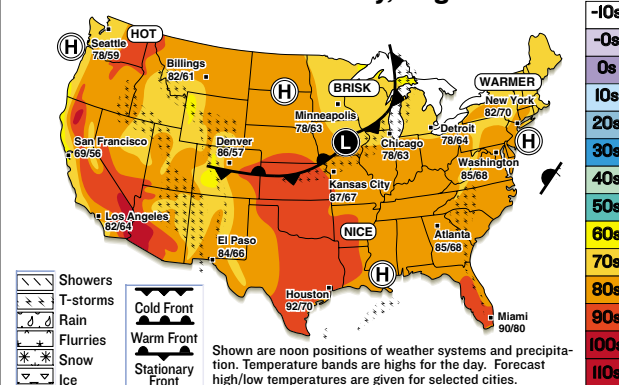 HOT
H
Seattle
78/59
Billings
82/61
H
BRISK
WARMER
Minneapolis
78/63
New York
82/70
L
Detroit
78/64
H
San Francisco
69/56
Denver
86/57
Chicago
78/63
Washington
85/68
Kansas City
87/67
Los Angeles
82/64
El Paso
84/66
NICE
Atlanta
85/68
H
Houston
92/70
Miami
90/80
Showers
T-storms
Rain
Flurries
Snow
Ice
Cold Front
Warm Front
Stationary
Front
Shown are noon positions of weather systems and precipita-
tion. Temperature bands are highs for the day. Forecast
high/low temperatures are given for selected cities.
-10s
-0s
0s
10s
20s
30s
40s
50s
60s
70s
80s
90s
100s
110s